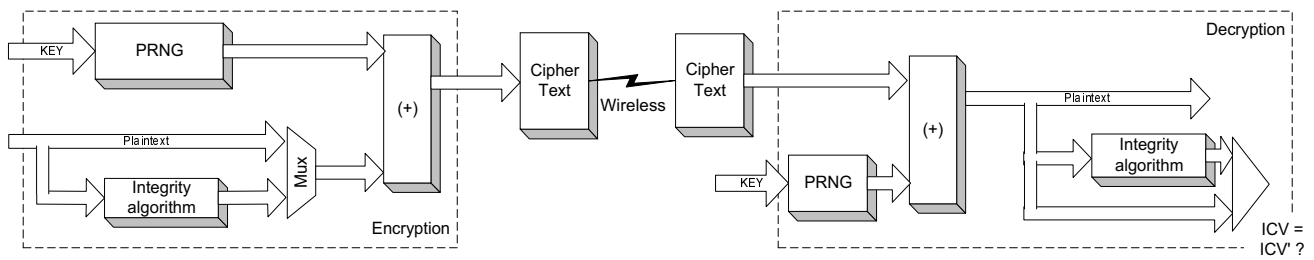 KEY
PRNG
Plaintext
Integrity
algorithm
Mux
(+)
Encryption
Cipher
Text
Wireless
Cipher
Text
Decryption
KEY
PRNG
(+)
Plaintext
Integrity
algorithm
ICV =
ICV' ?